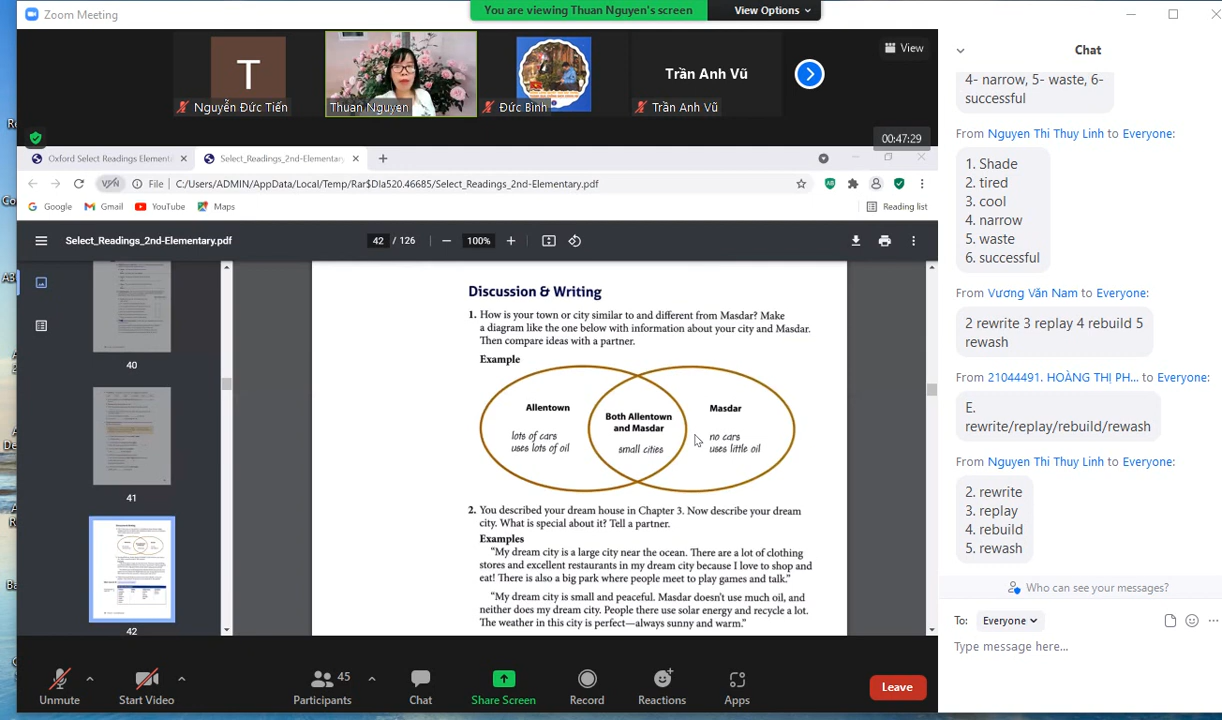 Zoom Meeting
You are viewing Thuan Nguyen's screen
View Options
T
Nguyễn Đức Tiến
Thuan Nguyen
Đức Bình
Trần Anh Vũ
Trần Anh Vũ
View
00:47:29
Oxford Select Readings Elementa
Select_Readings_2nd-Elementary.
File
C:/Users/ADMIN/AppData/Local/Temp/Rar$DIa520.46685/Select_Readings_2nd-Elementary.pdf
Google
Gmail
YouTube
Maps
Reading list
Select_Readings_2nd-Elementary.pdf
42 / 126
100%
40
41
42
Discussion & Writing
1. How is your town or city similar to and different from Masdar? Make
a diagram like the one below with information about your city and Masdar.
Then compare ideas with a partner.
Example
Allentown
lots of cars
uses lots of oil
Both Allentown
and Masdar
small cities
Masdar
no cars
uses little oil
2. You described your dream house in Chapter 3. Now describe your dream
city. What is special about it? Tell a partner.
Examples
"My dream city is a large city near the ocean. There are a lot of clothing
stores and excellent restaurants in my dream city because I love to shop and
eat! There is also a big park where people meet to play games and talk."
"My dream city is small and peaceful. Masdar doesn't use much oil, and
neither does my dream city. People there use solar energy and recycle a lot.
The weather in this city is perfect—always sunny and warm."
Unmute
Start Video
45
Participants
Chat
Share Screen
Record
Reactions
Apps
Leave
Chat
4- narrow, 5- waste, 6-
successful
From Nguyen Thi Thuy Linh to Everyone:
1. Shade
2. tired
3. cool
4. narrow
5. waste
6. successful
From Vương Văn Nam to Everyone:
2 rewrite 3 replay 4 rebuild 5
rewash
From 21044491. HOÀNG THỊ PH... to Everyone:
E.
rewrite/replay/rebuild/rewash
From Nguyen Thi Thuy Linh to Everyone:
2. rewrite
3. replay
4. rebuild
5. rewash
Who can see your messages?
To: Everyone
Type message here...